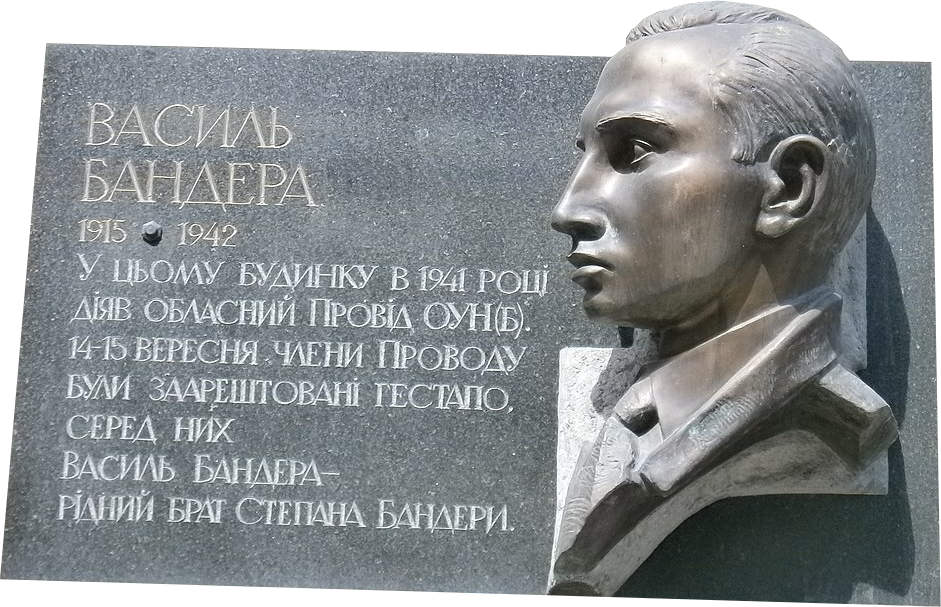 ВАСИЛЬ
БАНДЕРА
1915 1942
У ЦЬОМУ БУДИНКУ В 1941 РОЦІ
ДІЯВ ОБЛАСНИЙ ПРОВІД ОУН(Б).
14-15 ВЕРЕСНЯ ЧЛЕНИ ПРОВОДУ
БУЛИ ЗААРЕШТОВАНІ ГЕСТАПО,
СЕРЕД НИХ
ВАСИЛЬ БАНДЕРА–
РІДНИЙ БРАТ СТЕПАНА БАНДЕРИ.